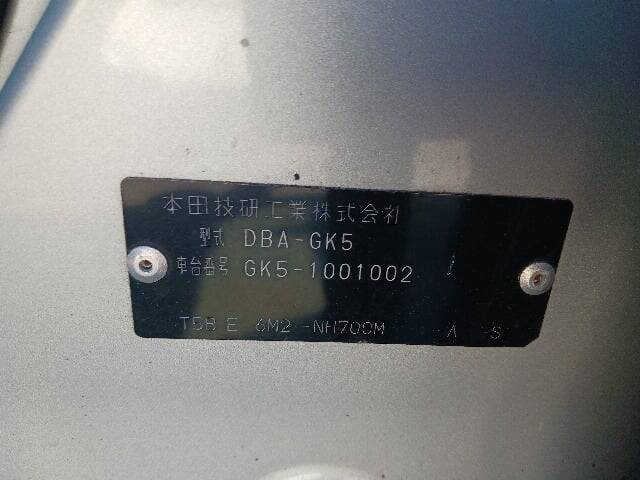 本田技研工業株式会社
型式 DBA-GK5
車台番号 GK5-1001002
6M2 -NH700M A S